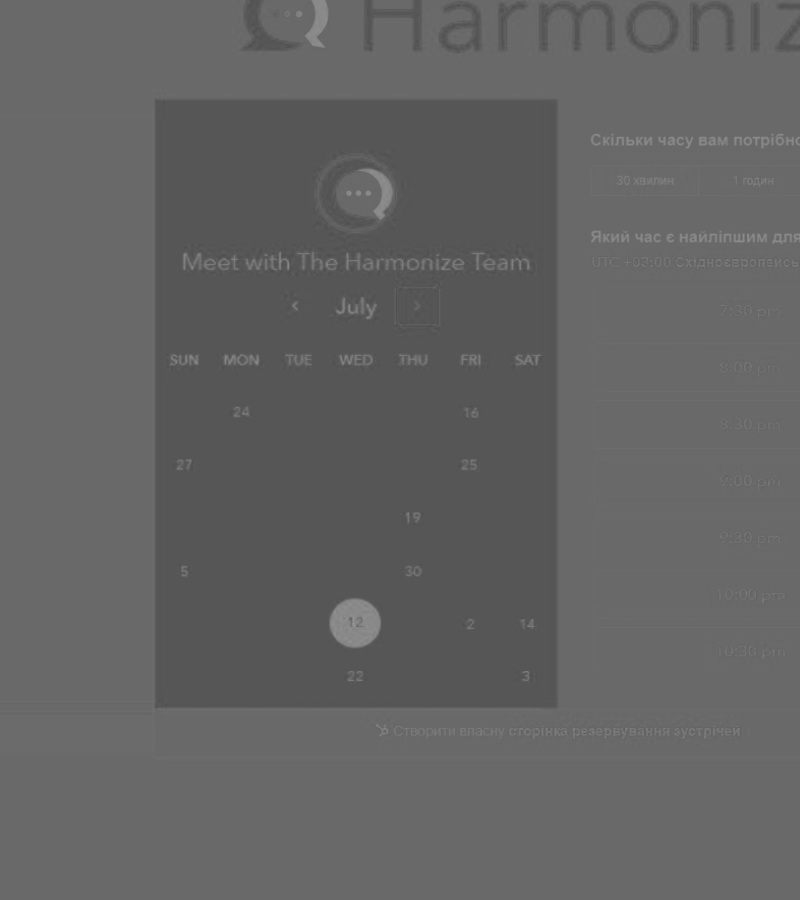 Harmoniz
Meet with The Harmonize Team
‹ July ›
SUN MON TUE WED THU FRI SAT
24 16
27 25
19
5 30
12 2 14
22 3
Скільки часу вам потрібно
30 хвилин 1 годин
Який час є найліпшим для
UTC +03:00 Східноєвропейсь
7:30 pm
8:00 pm
8:30 pm
9:00 pm
9:30 pm
10:00 pm
10:30 pm
Створити власну сторінка резервування зустрічей